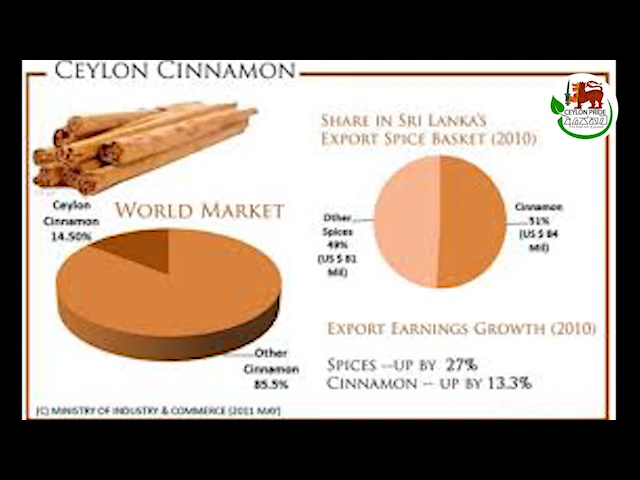 CEYLON CINNAMON
CEYLON PRIDE
SHARE IN SRI LANKA'S
EXPORT SPICE BASKET (2010)
Ceylon
Cinnamon
14.50%
WORLD MARKET
Other
Spices
49%
(US $ 81
Mil)
Cinnamon
51%
(US $ 84
Mil)
Other
Cinnamon
85.5%
EXPORT EARNINGS GROWTH (2010)
SPICES --UP BY 27%
CINNAMON -- UP BY 13.3%
(C) MINISTRY OF INDUSTRY & COMMERCE (2011 MAY)